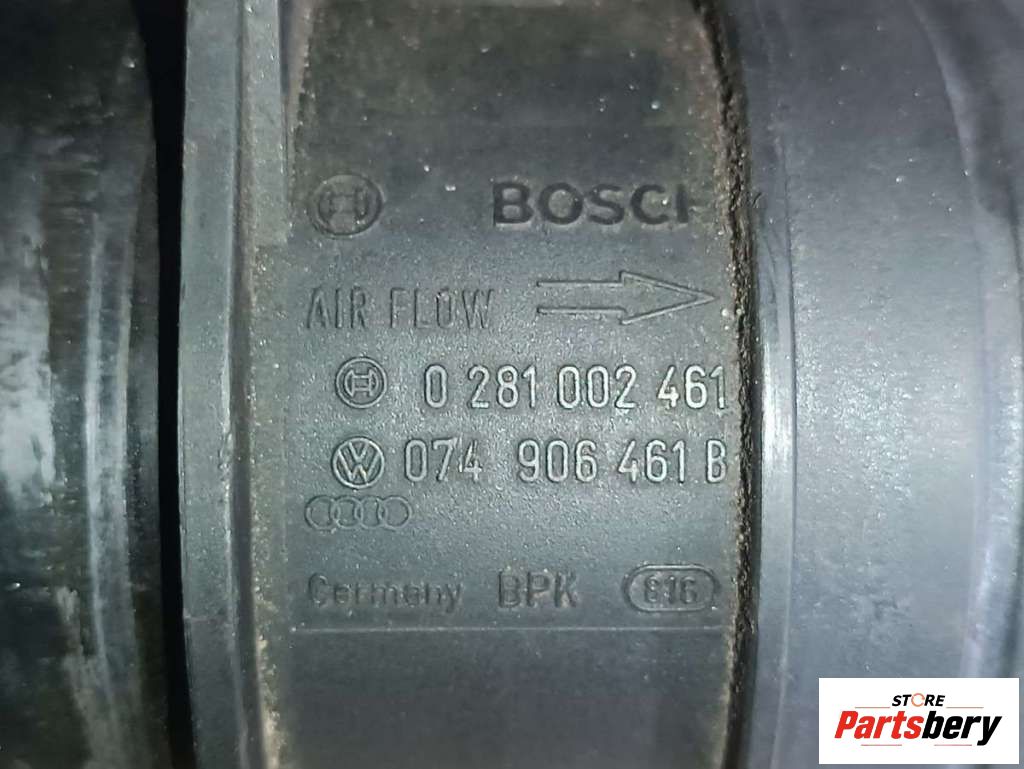 BOSCH
AIR FLOW
0 281 002 461
074 906 461 B
Germany BPK 816
STORE
Partsbery